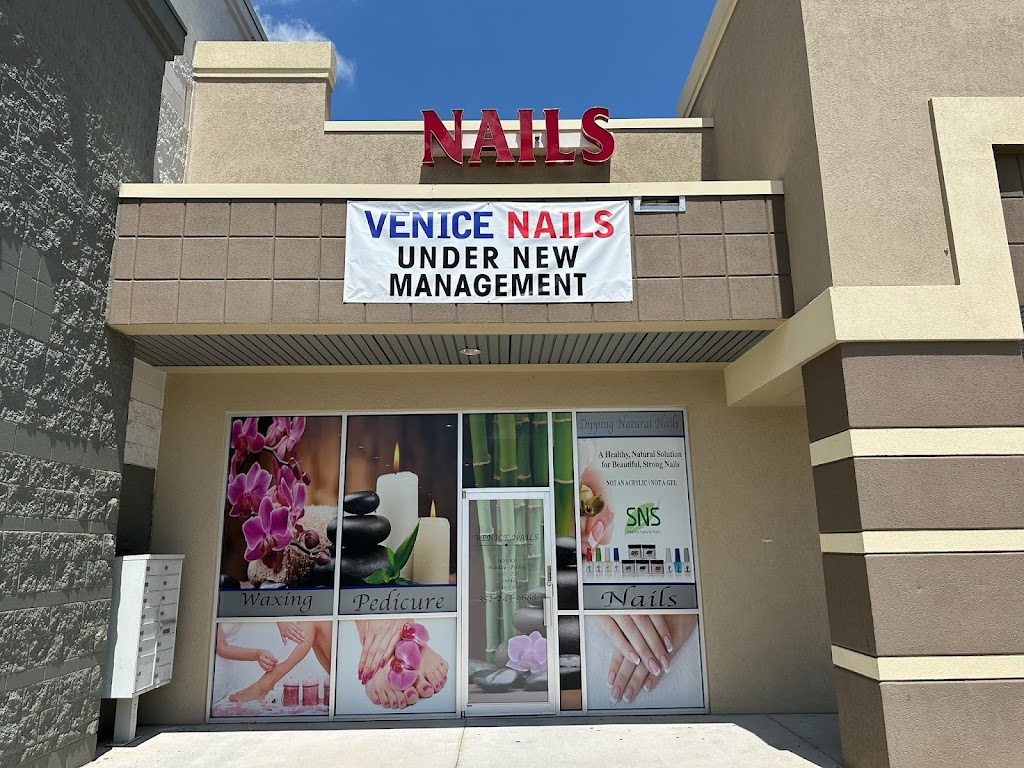 NAILS
VENICE NAILS
UNDER NEW
MANAGEMENT
Dipping Natural Nails
A Healthy, Natural Solution
for Beautiful, Strong Nails
NOT AN ACRYLIC | NOT A GEL
SNS
VENICE NAILS
HOURS
Waxing
Pedicure
Nails